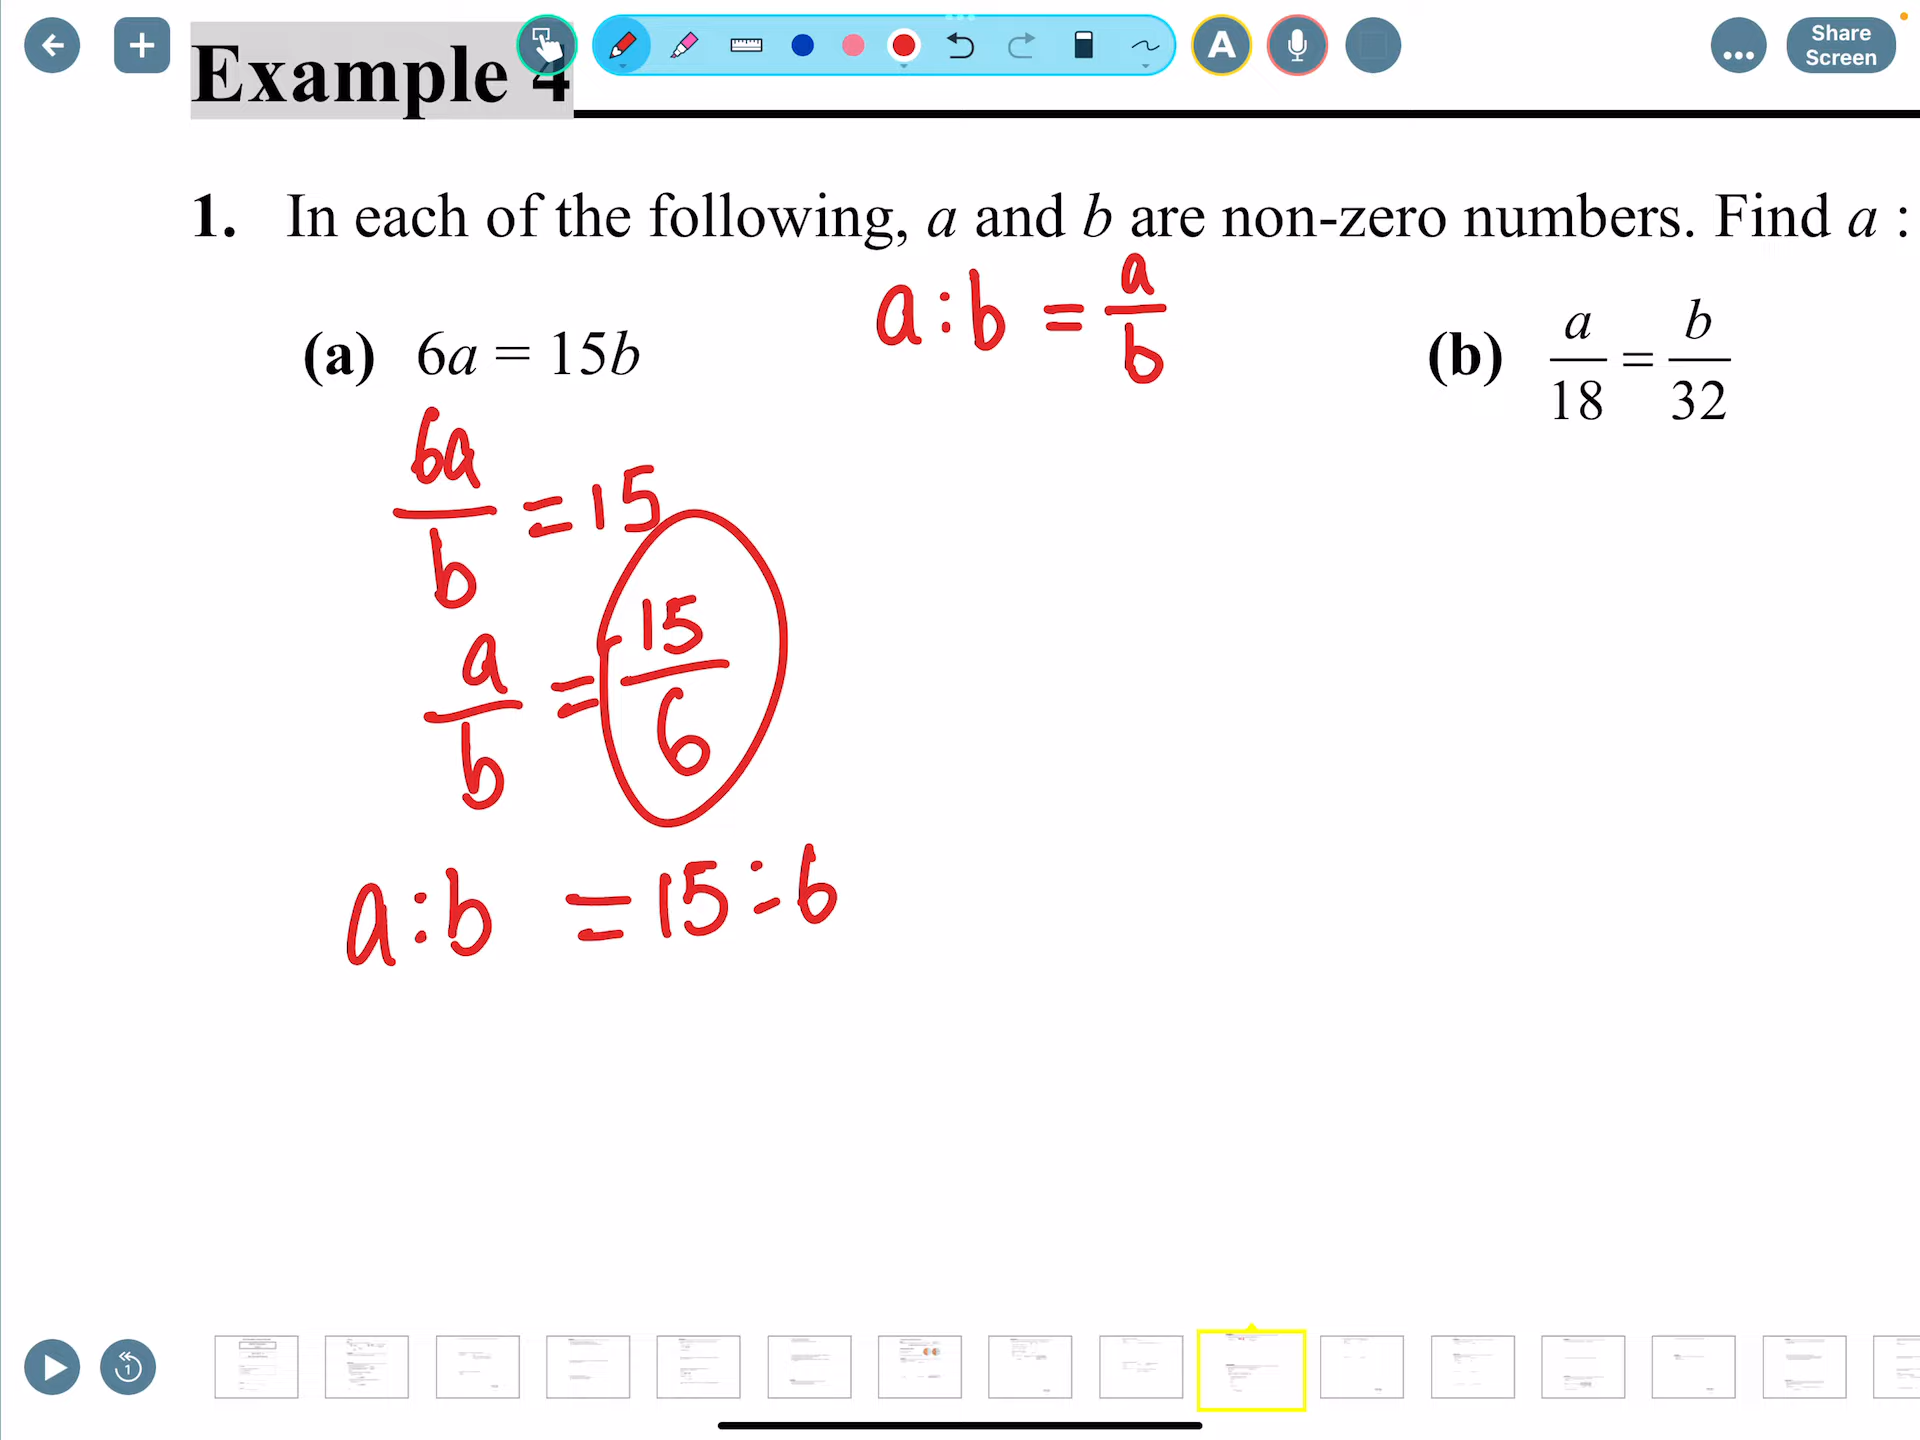 Share
Screen
A
Example 4
1. In each of the following, a and b are non-zero numbers. Find a :
a : b = a/b
(a) 6a = 15b
(b) a/18 = b/32
6a/b = 15
a/b = 15/6
a : b = 15 : 6
1